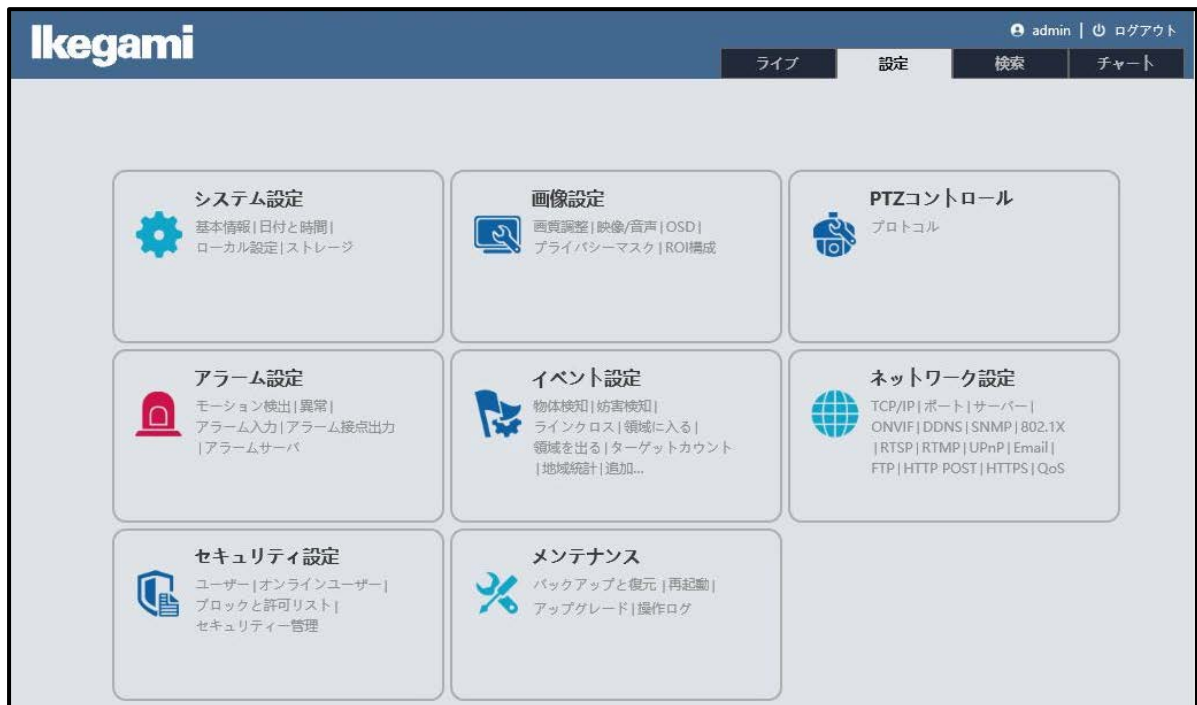 Ikegami
admin | ログアウト
ライブ 設定 検索 チャート
システム設定
基本情報|日付と時間|
ローカル設定|ストレージ
画像設定
画質調整|映像/音声|OSD|
プライバシーマスク|ROI構成
PTZコントロール
プロトコル
アラーム設定
モーション検出|異常|
アラーム入力|アラーム接点出力
|アラームサーバ
イベント設定
物体検知|妨害検知|
ラインクロス|領域に入る|
領域を出る|ターゲットカウント
|地域統計|追加...
ネットワーク設定
TCP/IP|ポート|サーバー|
ONVIF|DDNS|SNMP|802.1X
|RTSP|RTMP|UPnP|Email|
FTP|HTTP POST|HTTPS|QoS
セキュリティ設定
ユーザー|オンラインユーザー|
ブロックと許可リスト|
セキュリティー管理
メンテナンス
バックアップと復元|再起動|
アップグレード|操作ログ